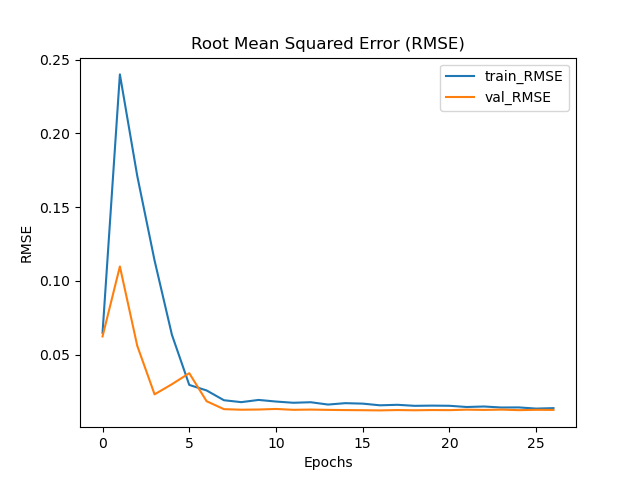 Root Mean Squared Error (RMSE)
train_RMSE
val_RMSE
0.25
0.20
0.15
0.10
0.05
RMSE
0 5 10 15 20 25
Epochs